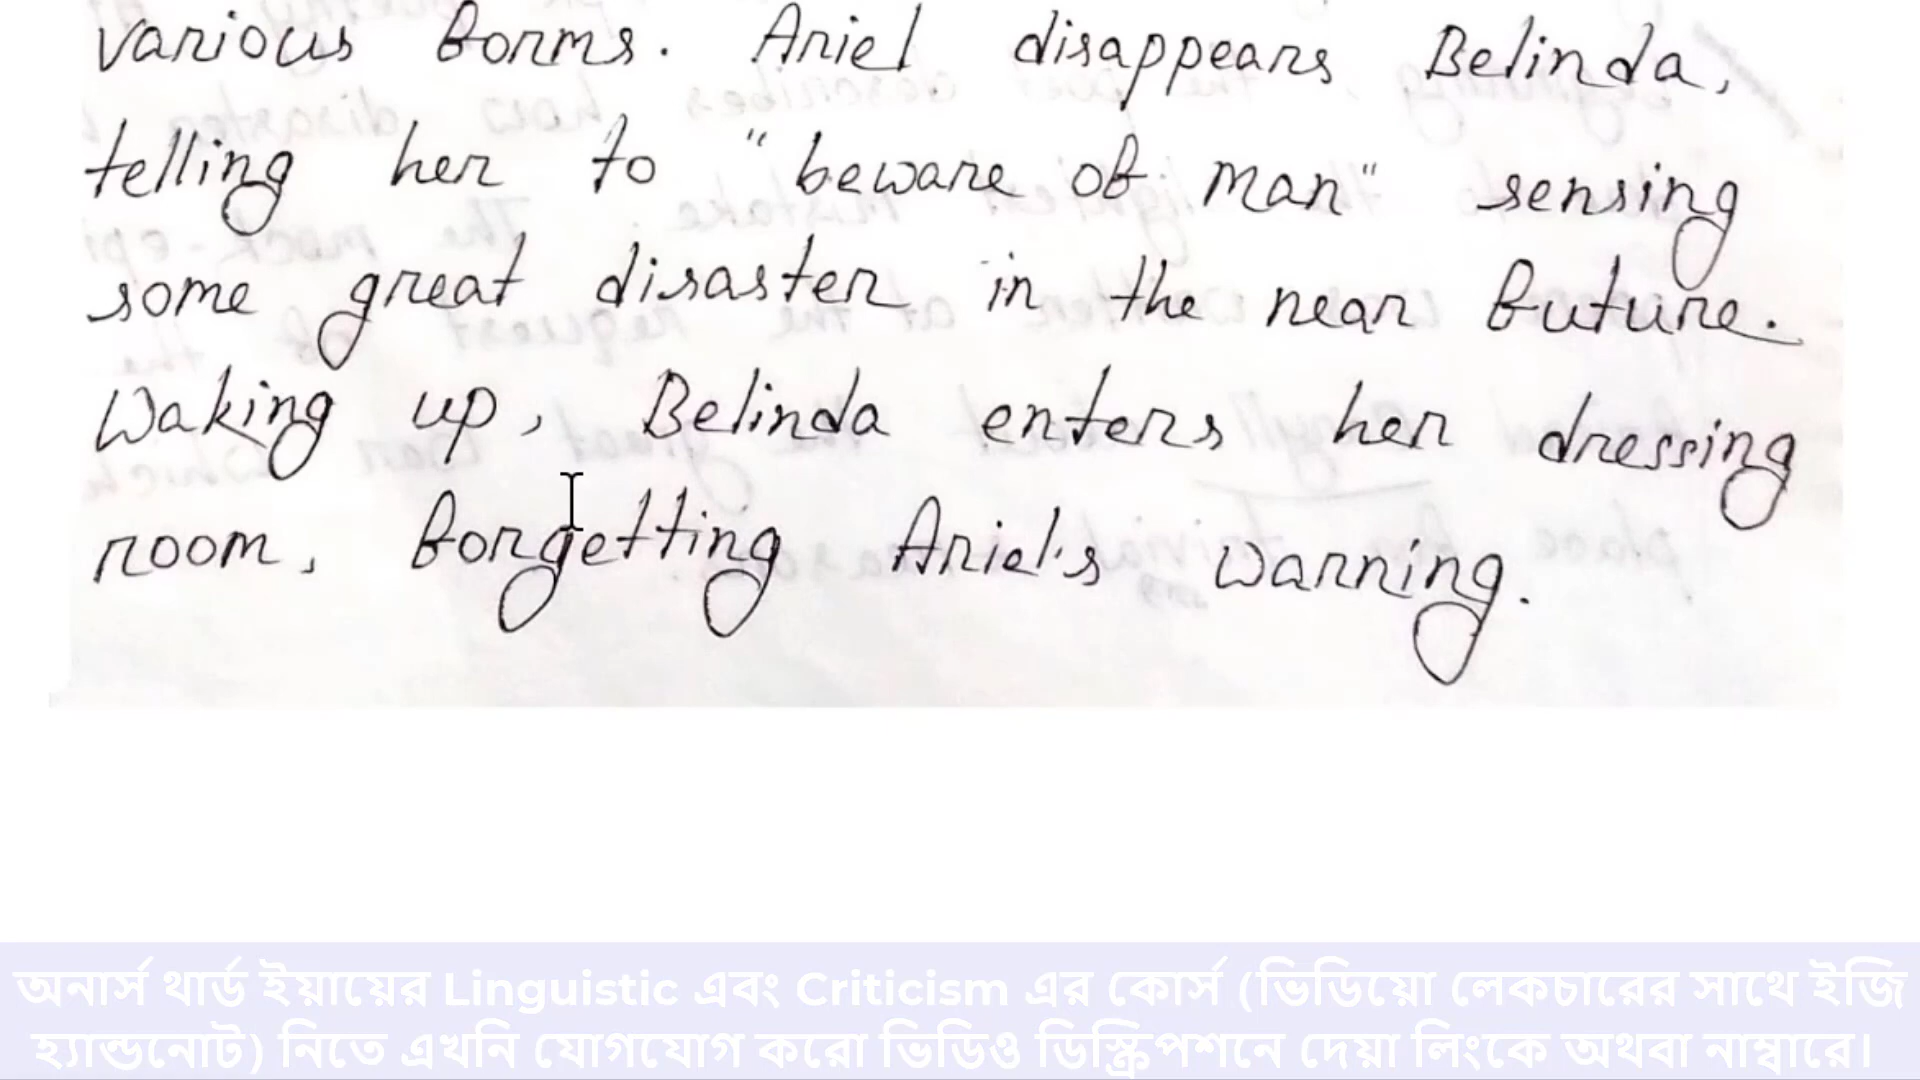 various forms. Ariel disappears Belinda,
telling her to "beware of man" sensing
some great disaster in the near future.
Waking up, Belinda enters her dressing
room, forgetting Ariel's warning.
অনার্স থার্ড ইয়ায়ের Linguistic এবং Criticism এর কোর্স (ভিডিয়ো লেকচারের সাথে ইজি
হ্যান্ডনোট) নিতে এখনি যোগযোগ করো ভিডিও ডিস্ক্রিপশনে দেয়া লিংকে অথবা নাম্বারে।